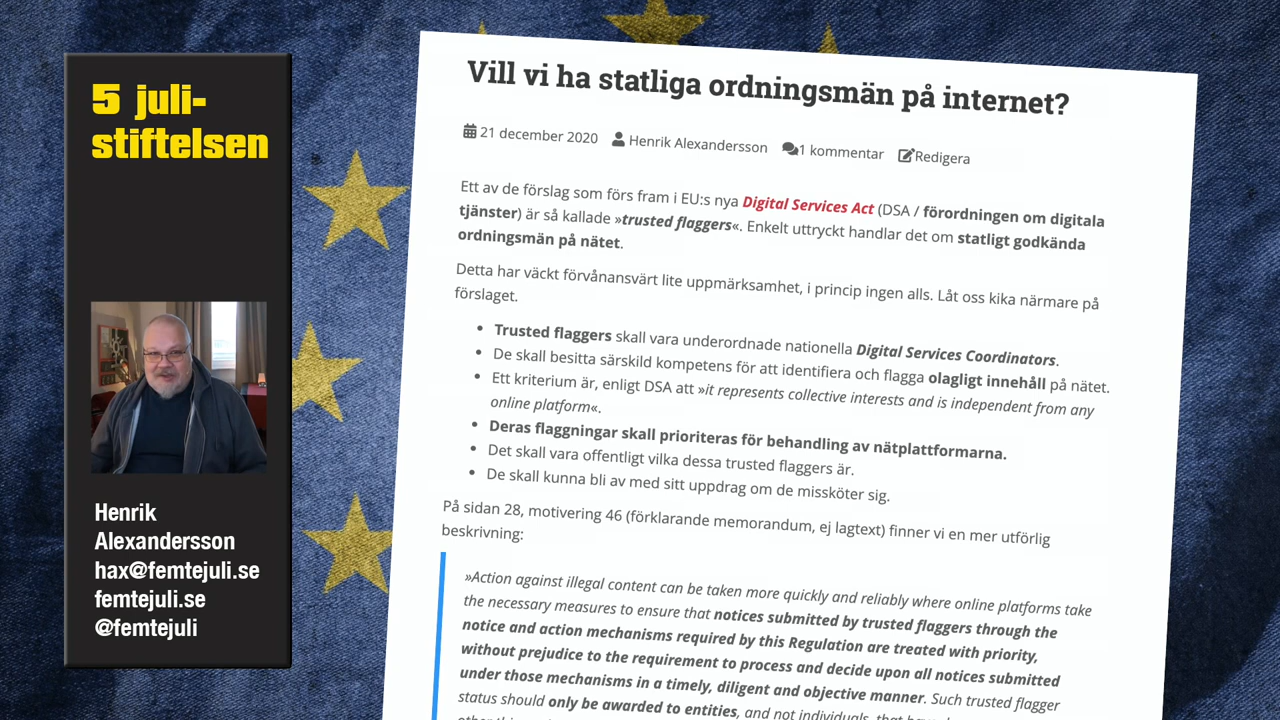 5 juli-
stiftelsen
Henrik
Alexandersson
hax@femtejuli.se
femtejuli.se
@femtejuli
Vill vi ha statliga ordningsmän på internet?
21 december 2020 Henrik Alexandersson 1 kommentar Redigera
Ett av de förslag som förs fram i EU:s nya Digital Services Act (DSA / förordningen om digitala
tjänster) är så kallade »trusted flaggers«. Enkelt uttryckt handlar det om statligt godkända
ordningsmän på nätet.
Detta har väckt förvånansvärt lite uppmärksamhet, i princip ingen alls. Låt oss kika närmare på
förslaget.
• Trusted flaggers skall vara underordnade nationella Digital Services Coordinators.
• De skall besitta särskild kompetens för att identifiera och flagga olagligt innehåll på nätet.
• Ett kriterium är, enligt DSA att »it represents collective interests and is independent from any
online platform«.
• Deras flaggningar skall prioriteras för behandling av nätplattformarna.
• Det skall vara offentligt vilka dessa trusted flaggers är.
• De skall kunna bli av med sitt uppdrag om de missköter sig.
På sidan 28, motivering 46 (förklarande memorandum, ej lagtext) finner vi en mer utförlig
beskrivning:
»Action against illegal content can be taken more quickly and reliably where online platforms take
the necessary measures to ensure that notices submitted by trusted flaggers through the
notice and action mechanisms required by this Regulation are treated with priority,
without prejudice to the requirement to process and decide upon all notices submitted
under those mechanisms in a timely, diligent and objective manner. Such trusted flagger
status should only be awarded to entities, and not individuals, that